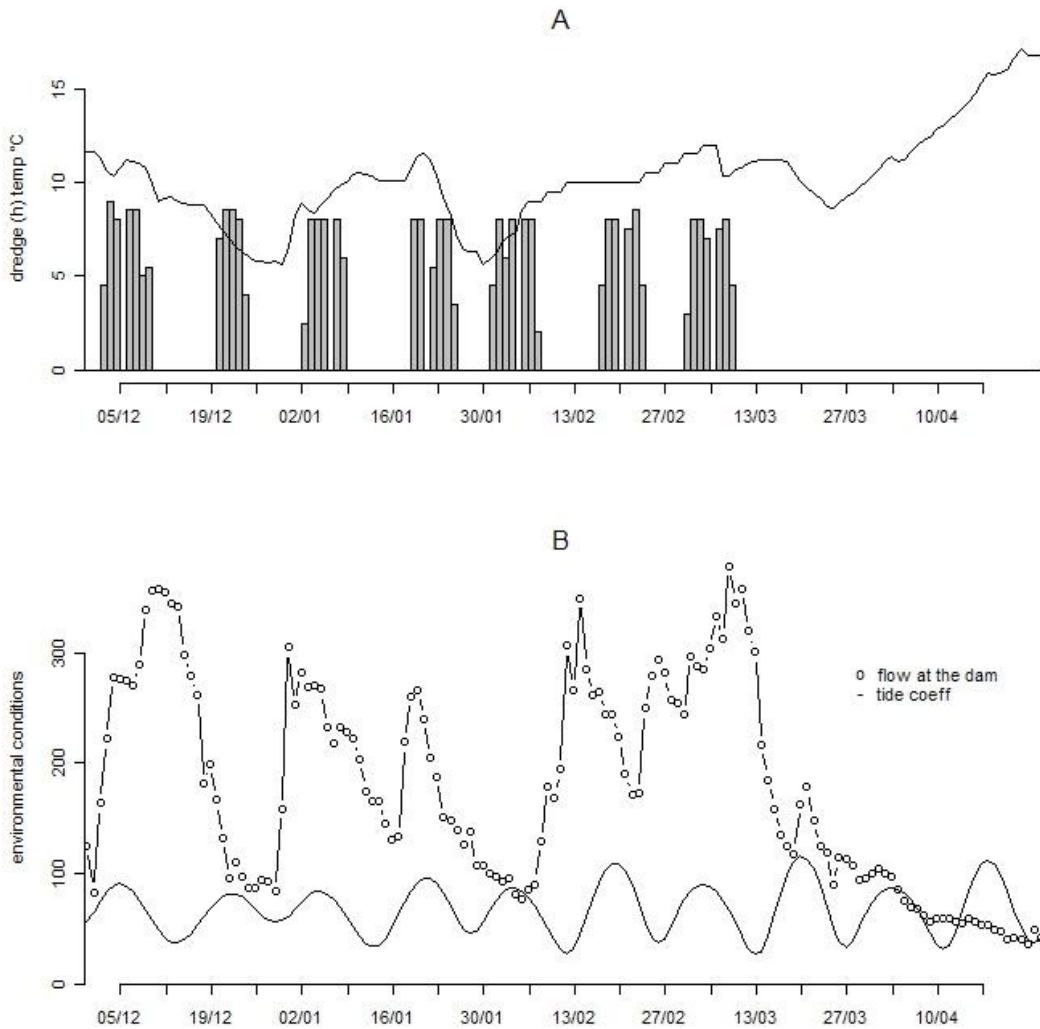 A
dredge (h) temp °C
15
10
5
0
05/12 19/12 02/01 16/01 30/01 13/02 27/02 13/03 27/03 10/04
B
environmental conditions
300
200
100
0
o flow at the dam
- tide coeff
05/12 19/12 02/01 16/01 30/01 13/02 27/02 13/03 27/03 10/04